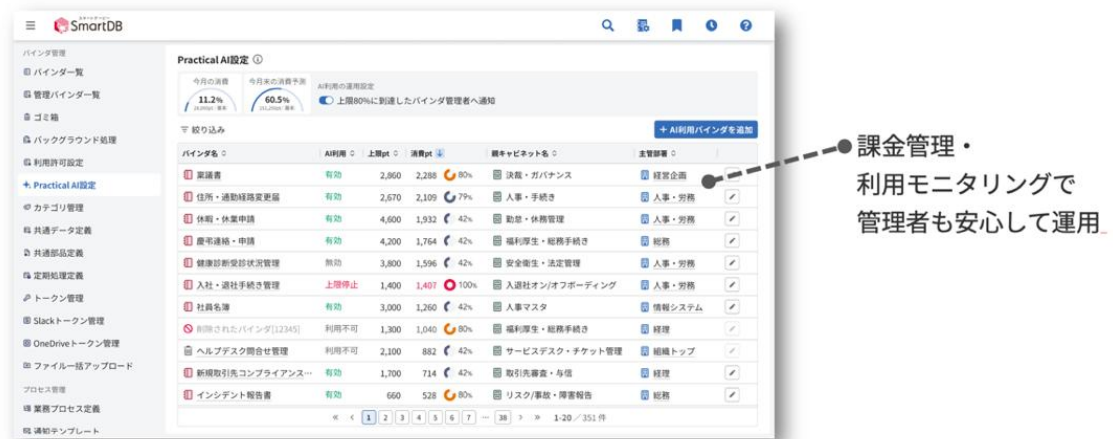 スマートデービー
SmartDB
バインダ管理
バインダ一覧
管理バインダ一覧
ゴミ箱
バックグラウンド処理
利用許可設定
Practical AI設定
カテゴリ管理
共通データ定義
共通部品定義
定期処理定義
トークン管理
Slackトークン管理
OneDriveトークン管理
ファイル一括アップロード
プロセス管理
業務プロセス定義
通知テンプレート
Practical AI設定
今月の消費
11.2%
今月末の消費予測
60.5%
AI利用の運用設定
上限80%に到達したバインダ管理者へ通知
絞り込み
+ AI利用バインダを追加
バインダ名 AI利用 上限pt 消費pt 親キャビネット名 主管部署
稟議書 有効 2,860 2,288 80% 決裁・ガバナンス 経営企画
住所・通勤経路変更届 有効 2,670 2,109 79% 人事・手続き 人事・労務
休暇・休業申請 有効 4,600 1,932 42% 勤怠・休務管理 人事・労務
慶弔連絡・申請 有効 4,200 1,764 42% 福利厚生・総務手続き 総務
健康診断受診状況管理 無効 3,800 1,596 42% 安全衛生・法定管理 人事・労務
入社・退社手続き管理 上限停止 1,400 1,407 100% 入退社オン/オフボーディング 人事・労務
社員名簿 有効 3,000 1,260 42% 人事マスタ 情報システム
削除されたバインダ[12345] 利用不可 1,300 1,040 80% 福利厚生・総務手続き 経理
ヘルプデスク問合せ管理 利用不可 2,100 882 42% サービスデスク・チケット管理 組織トップ
新規取引先コンプライアンス… 有効 1,700 714 42% 取引先審査・与信 経理
インシデント報告書 有効 660 528 80% リスク/事故・障害報告 総務
« ‹ 1 2 3 4 5 6 7 … 38 › » 1-20／351 件
課金管理・
利用モニタリングで
管理者も安心して運用